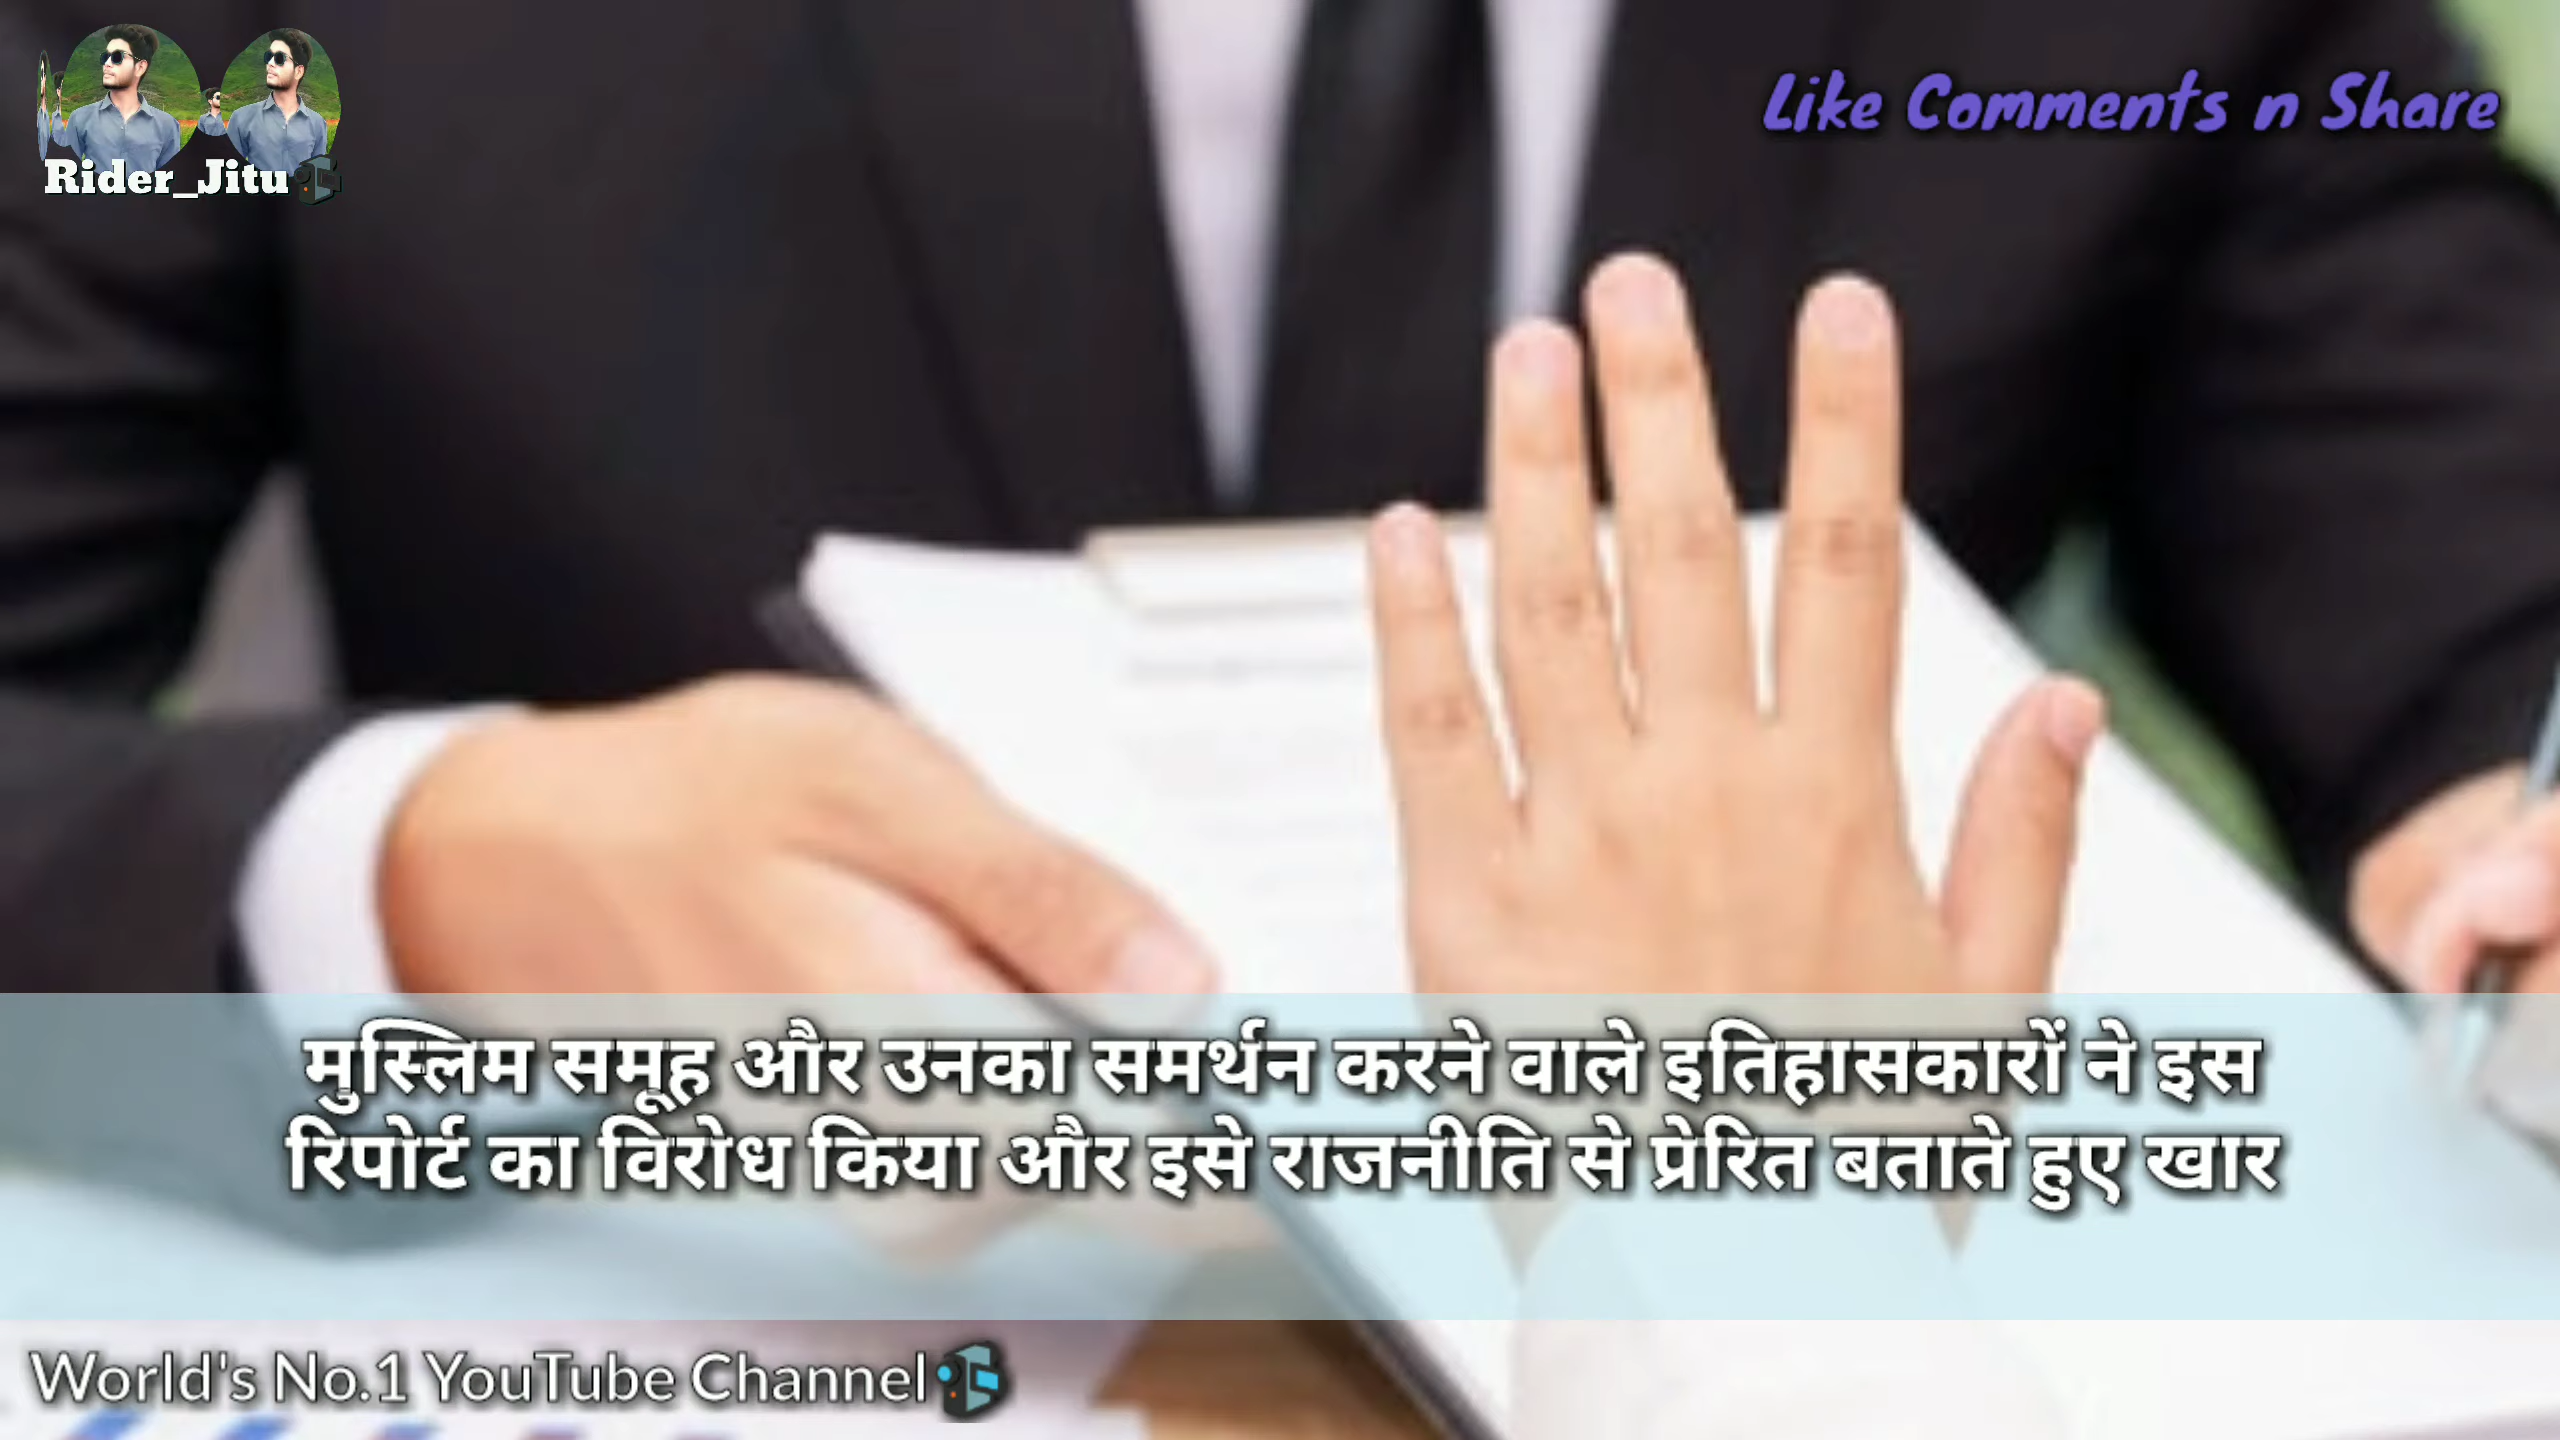 Rider_Jitu
Like Comments n Share
मुस्लिम समूह और उनका समर्थन करने वाले इतिहासकारों ने इस
रिपोर्ट का विरोध किया और इसे राजनीति से प्रेरित बताते हुए खार
World's No.1 YouTube Channel